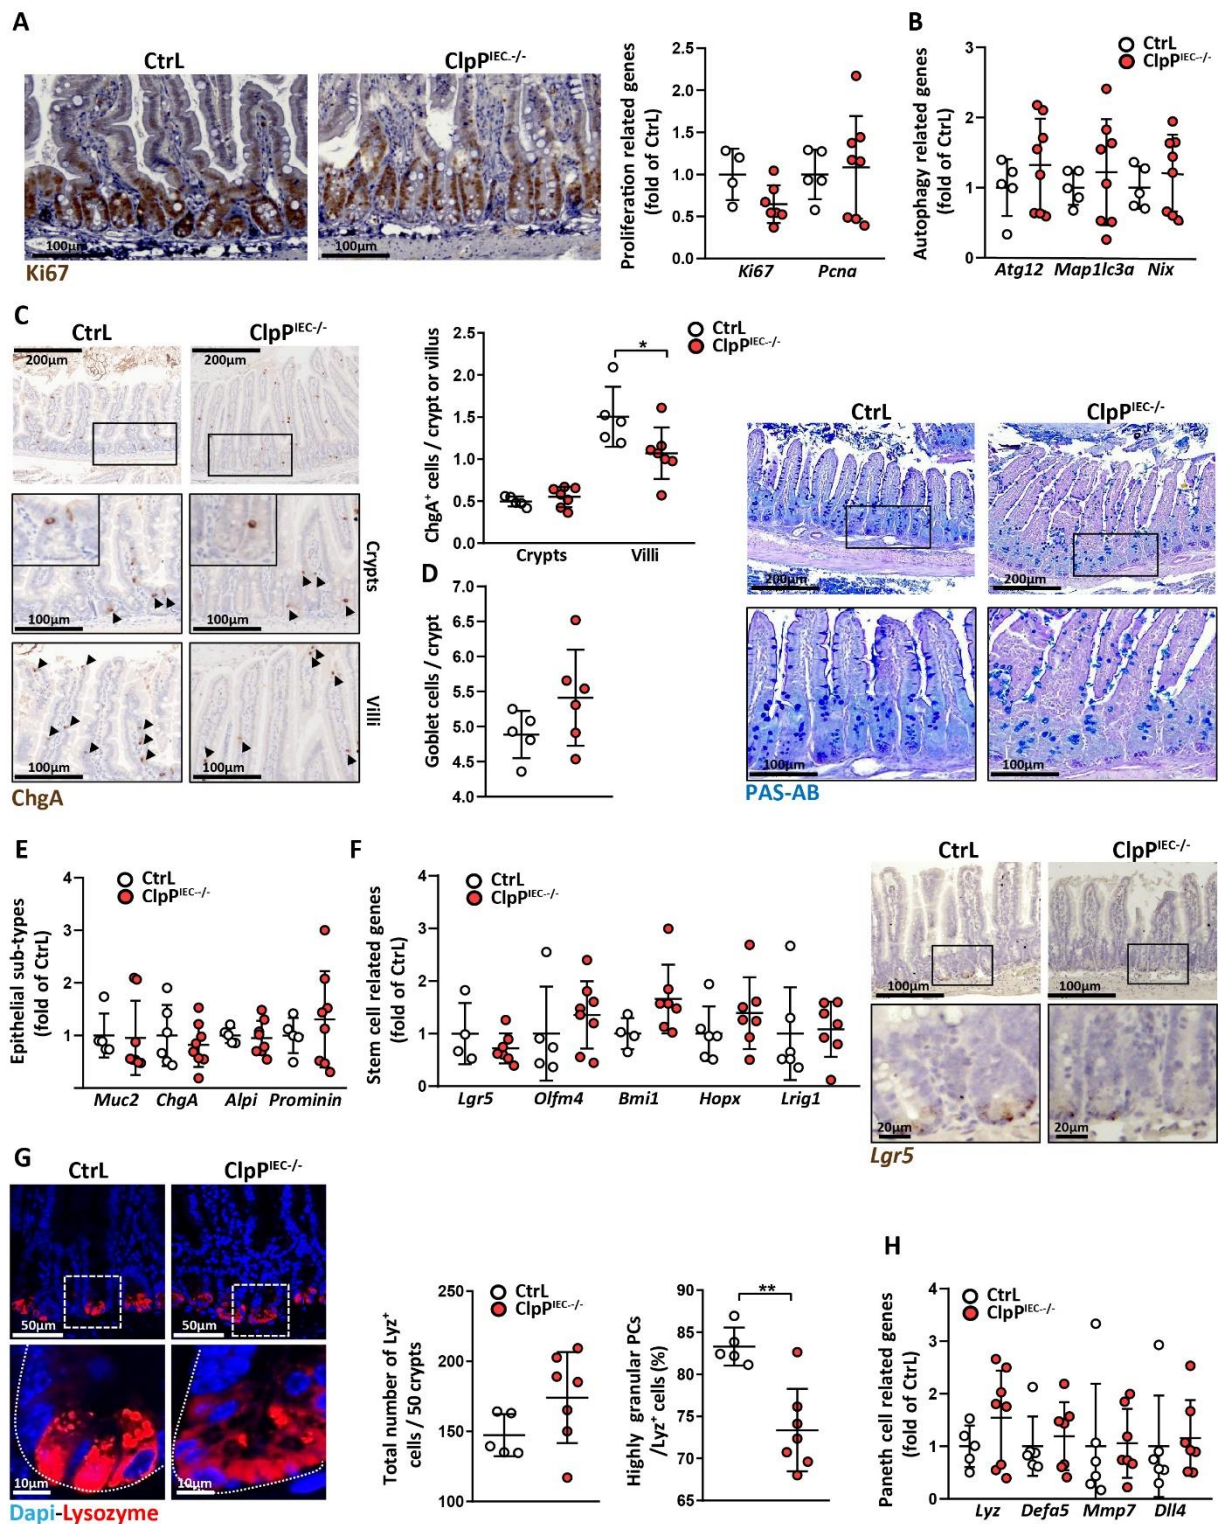 A
CtrL
ClpP^IEC.-/-
100µm
100µm
Ki67
Proliferation related genes
(fold of CtrL)
2.5
2.0
1.5
1.0
0.5
0.0
Ki67 Pcna
B
CtrL
ClpP^IEC.-/-
Autophagy related genes
(fold of CtrL)
3
2
1
0
Atg12 Map1lc3a Nix
C
CtrL
ClpP^IEC-/-
200µm
200µm
100µm
100µm
Crypts
100µm
100µm
Villi
ChgA
ChgA+ cells / crypt or villus
2.5
2.0
1.5
1.0
0.5
0.0
*
Crypts Villi
CtrL
ClpP^IEC.-/-
D
Goblet cells / crypt
7.0
6.5
6.0
5.5
5.0
4.5
4.0
CtrL
ClpP^IEC-/-
200µm
200µm
100µm
100µm
PAS-AB
E
CtrL
ClpP^IEC.-/-
Epithelial sub-types
(fold of CtrL)
4
3
2
1
0
Muc2 ChgA Alpi Prominin
F
CtrL
ClpP^IEC.-/-
Stem cell related genes
(fold of CtrL)
4
3
2
1
0
Lgr5 Olfm4 Bmi1 Hopx Lrig1
CtrL
ClpP^IEC-/-
100µm
100µm
20µm
20µm
Lgr5
G
CtrL
ClpP^IEC-/-
50µm
50µm
10µm
10µm
Dapi-Lysozyme
CtrL
ClpP^IEC.-/-
Total number of Lyz+
cells / 50 crypts
250
200
150
100
Highly granular PCs
/Lyz+ cells (%)
90
85
80
75
70
65
**
H
CtrL
ClpP^IEC.-/-
Paneth cell related genes
(fold of CtrL)
4
3
2
1
0
Lyz Defa5 Mmp7 Dll4